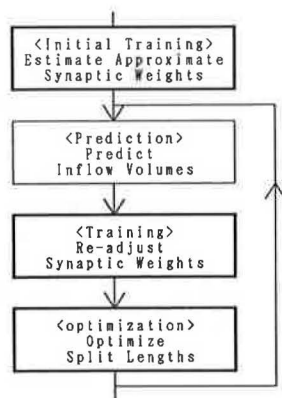 <Initial Training>
Estimate Approximate
Synaptic Weights
<Prediction>
Predict
Inflow Volumes
<Training>
Re-adjust
Synaptic Weights
<optimization>
Optimize
Split Lengths